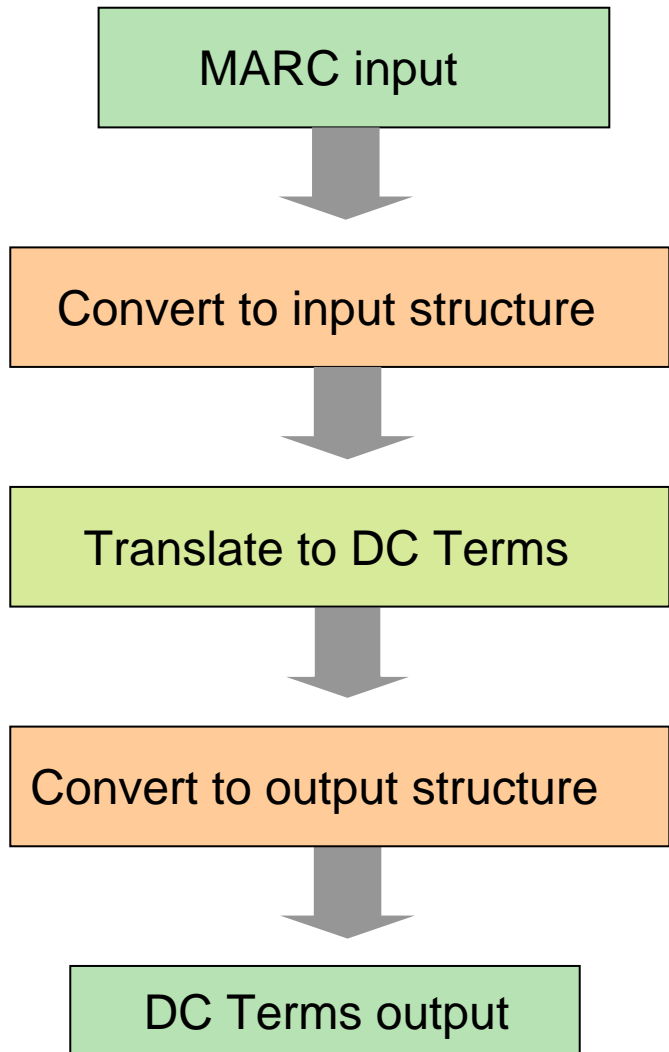 MARC input
Convert to input structure
Translate to DC Terms
Convert to output structure
DC Terms output